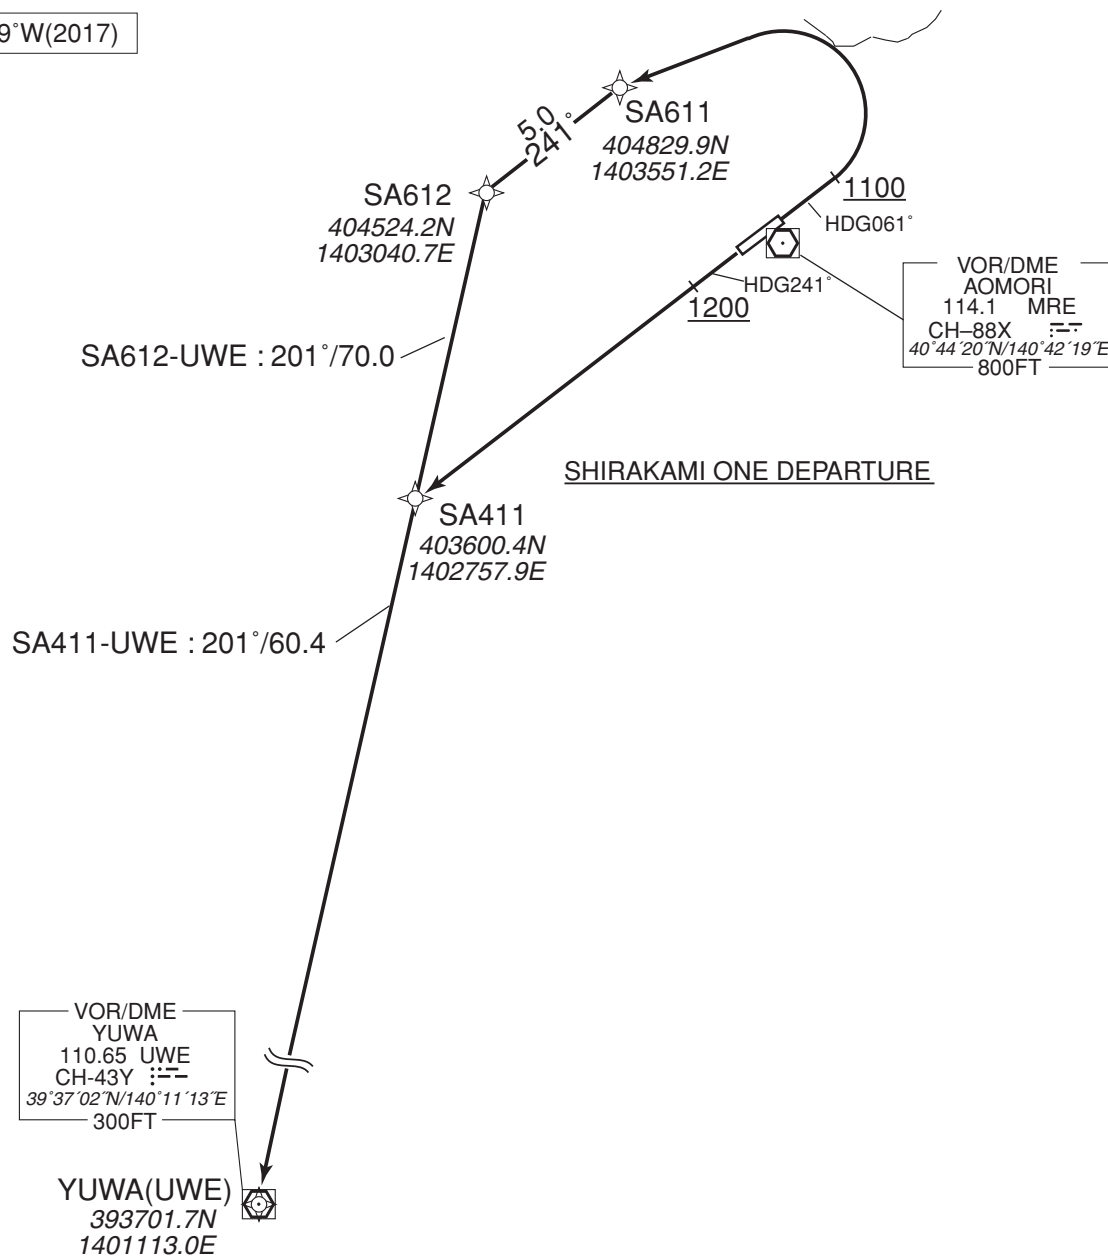 9°W(2017)
SA611
404829.9N
1403551.2E
5.0
241°
SA612
404524.2N
1403040.7E
1100
HDG061°
HDG241°
1200
VOR/DME
AOMORI
114.1 MRE
CH–88X
40°44´20˝N/140°42´19˝E
800FT
SA612-UWE : 201°/70.0
SHIRAKAMI ONE DEPARTURE
SA411
403600.4N
1402757.9E
SA411-UWE : 201°/60.4
VOR/DME
YUWA
110.65 UWE
CH-43Y
39°37´02˝N/140°11´13˝E
300FT
YUWA(UWE)
393701.7N
1401113.0E